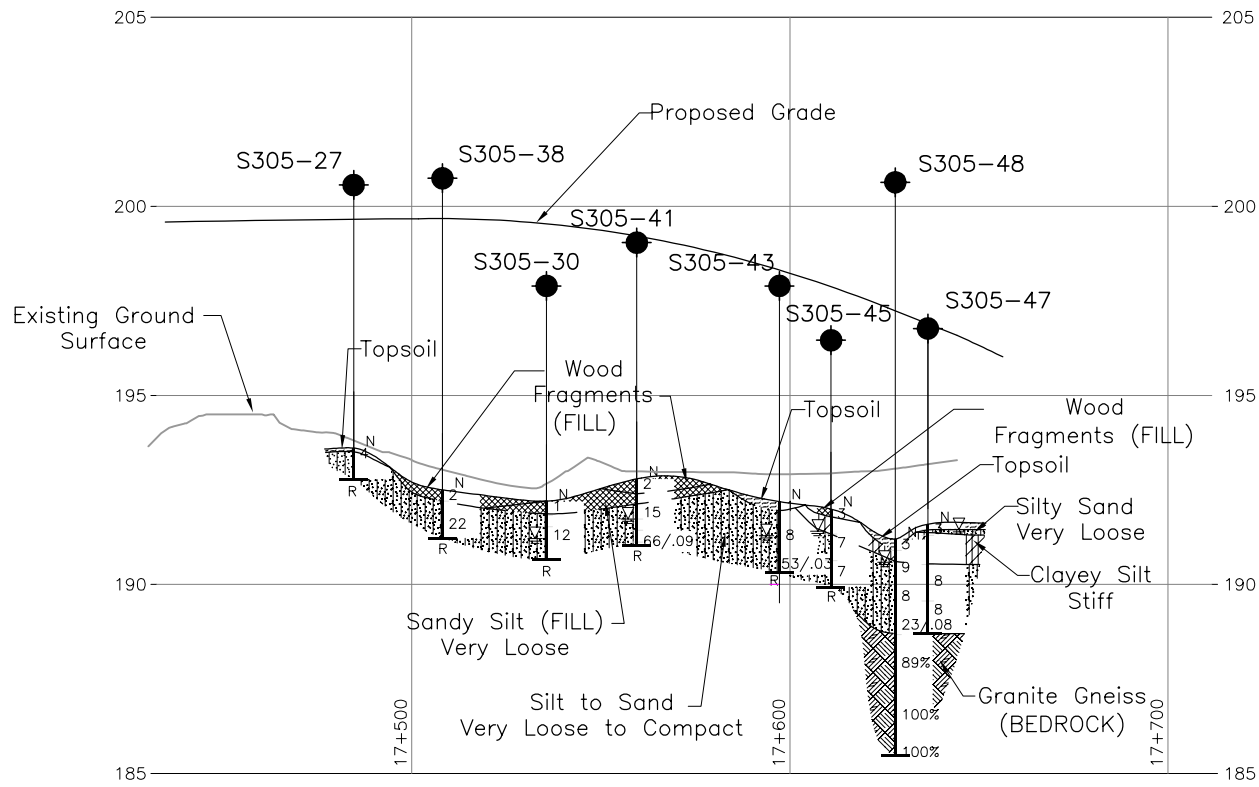 205
205
Proposed Grade
S305-27
S305-38
S305-48
200
200
S305-41
S305-30
S305-43
S305-47
S305-45
Existing Ground
Surface
Topsoil
Wood
Fragments
(FILL)
195
195
Topsoil
Wood
Fragments (FILL)
Topsoil
Silty Sand
Very Loose
Clayey Silt
Stiff
N
4
R
N
2
22
R
N
1
12
R
N
2
15
66/.09
R
N
8
53/.03
R
N
3
7
7
R
N
3
9
8
23/.08
89%
100%
100%
8
8
190
190
Sandy Silt (FILL)
Very Loose
Silt to Sand
Very Loose to Compact
Granite Gneiss
(BEDROCK)
17+500
17+600
17+700
185
185